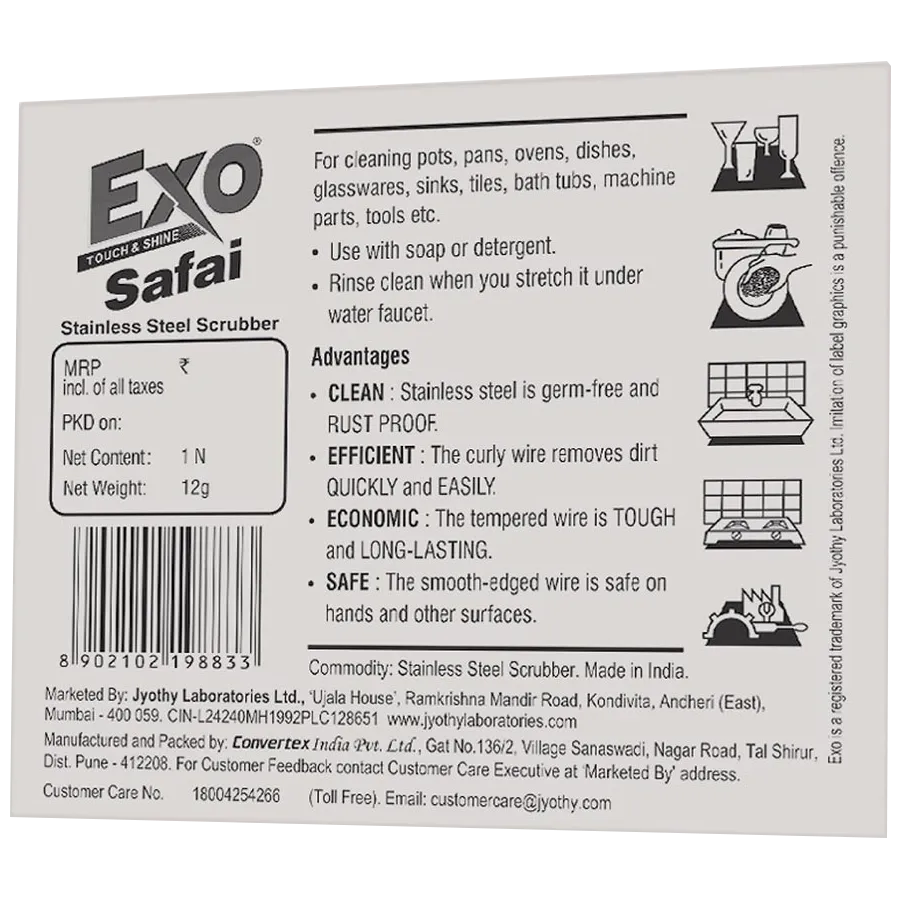 EXO®
TOUCH & SHINE
Safai
Stainless Steel Scrubber
MRP ₹
incl. of all taxes
PKD on:
Net Content: 1 N
Net Weight: 12g
8 902102 198833
For cleaning pots, pans, ovens, dishes,
glasswares, sinks, tiles, bath tubs, machine
parts, tools etc.
• Use with soap or detergent.
• Rinse clean when you stretch it under
water faucet.
Advantages
• CLEAN : Stainless steel is germ-free and
RUST PROOF.
• EFFICIENT : The curly wire removes dirt
QUICKLY and EASILY.
• ECONOMIC : The tempered wire is TOUGH
and LONG-LASTING.
• SAFE : The smooth-edged wire is safe on
hands and other surfaces.
Commodity: Stainless Steel Scrubber. Made in India.
Marketed By: Jyothy Laboratories Ltd., 'Ujala House', Ramkrishna Mandir Road, Kondivita, Andheri (East),
Mumbai - 400 059. CIN-L24240MH1992PLC128651 www.jyothylaboratories.com
Manufactured and Packed by: Convertex India Pvt. Ltd., Gat No.136/2, Village Sanaswadi, Nagar Road, Tal Shirur,
Dist. Pune - 412208. For Customer Feedback contact Customer Care Executive at 'Marketed By' address.
Customer Care No. 18004254266 (Toll Free). Email: customercare@jyothy.com
Exo is a registered trademark of Jyothy Laboratories Ltd. Imitation of label graphics is a punishable offence.